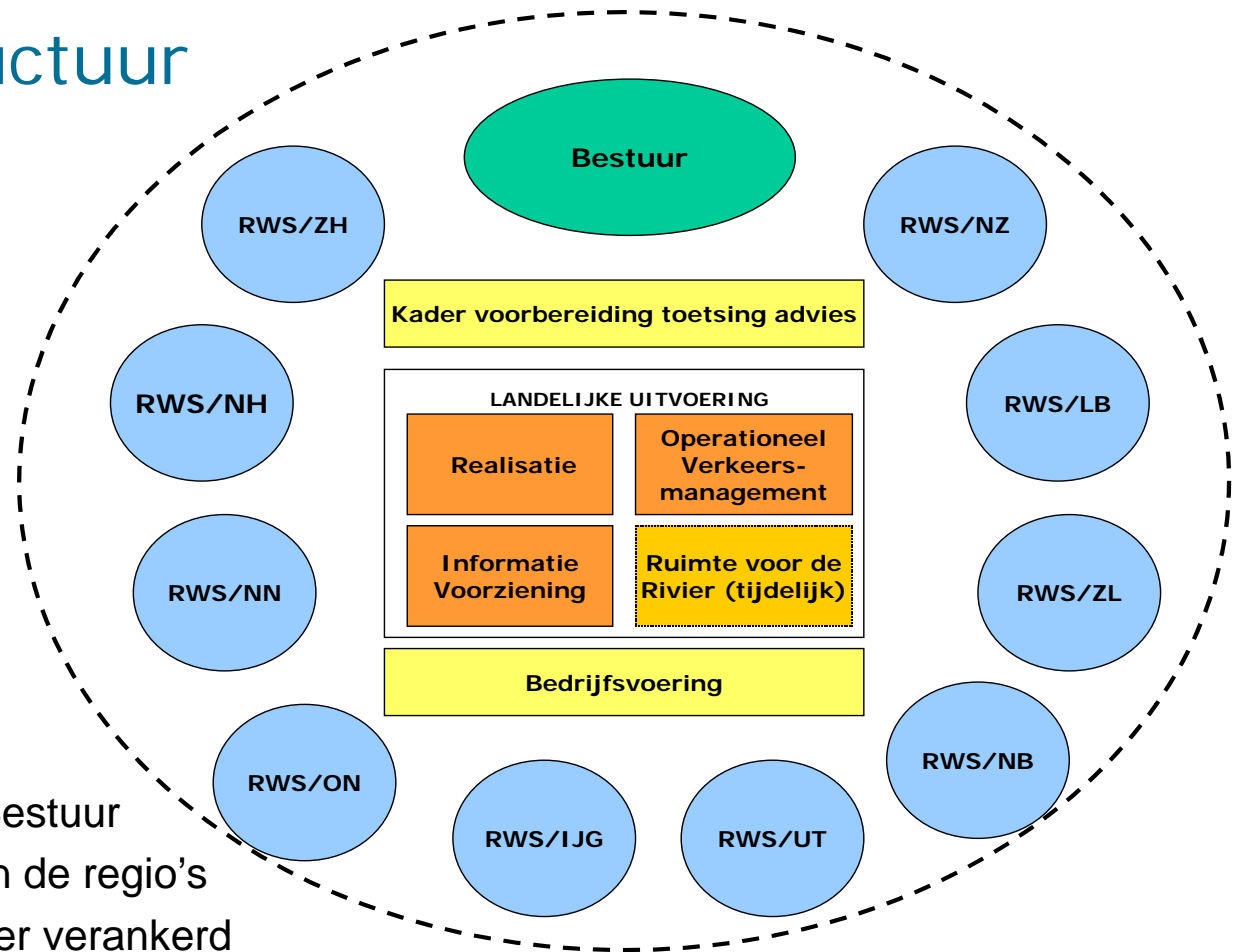 uctuur
Bestuur
RWS/ZH
RWS/NZ
Kader voorbereiding toetsing advies
RWS/NH
RWS/LB
LANDELIJKE UITVOERING
Realisatie
Operationeel
Verkeers-
management
Informatie
Voorziening
Ruimte voor de
Rivier (tijdelijk)
RWS/NN
RWS/ZL
Bedrijfsvoering
RWS/ON
RWS/NB
RWS/IJG
RWS/UT
estuur
n de regio's
er verankerd